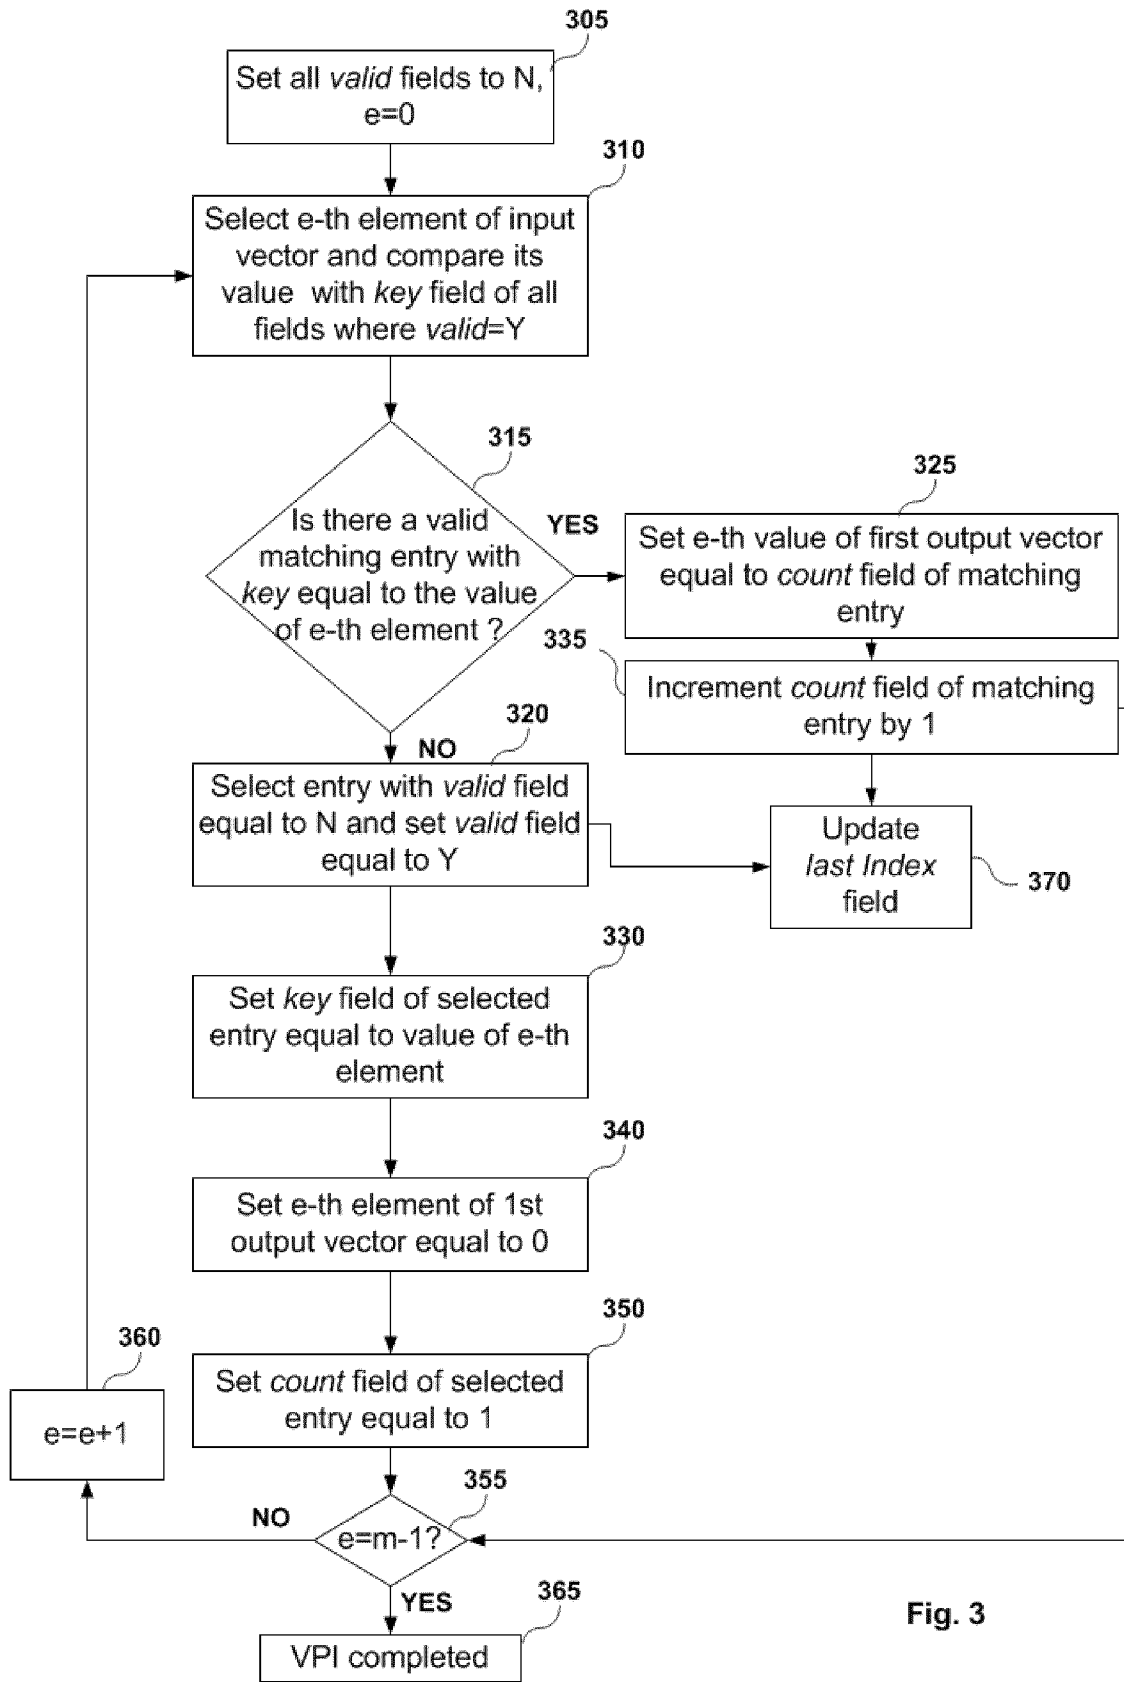 305
Set all valid fields to N,
e=0
310
Select e-th element of input
vector and compare its
value with key field of all
fields where valid=Y
315
Is there a valid
matching entry with
key equal to the value
of e-th element ?
YES
325
Set e-th value of first output vector
equal to count field of matching
entry
335
Increment count field of matching
entry by 1
NO
320
Select entry with valid field
equal to N and set valid field
equal to Y
Update
last Index
field
370
330
Set key field of selected
entry equal to value of e-th
element
340
Set e-th element of 1st
output vector equal to 0
350
Set count field of selected
entry equal to 1
360
e=e+1
355
e=m-1?
NO
YES
365
VPI completed
Fig. 3